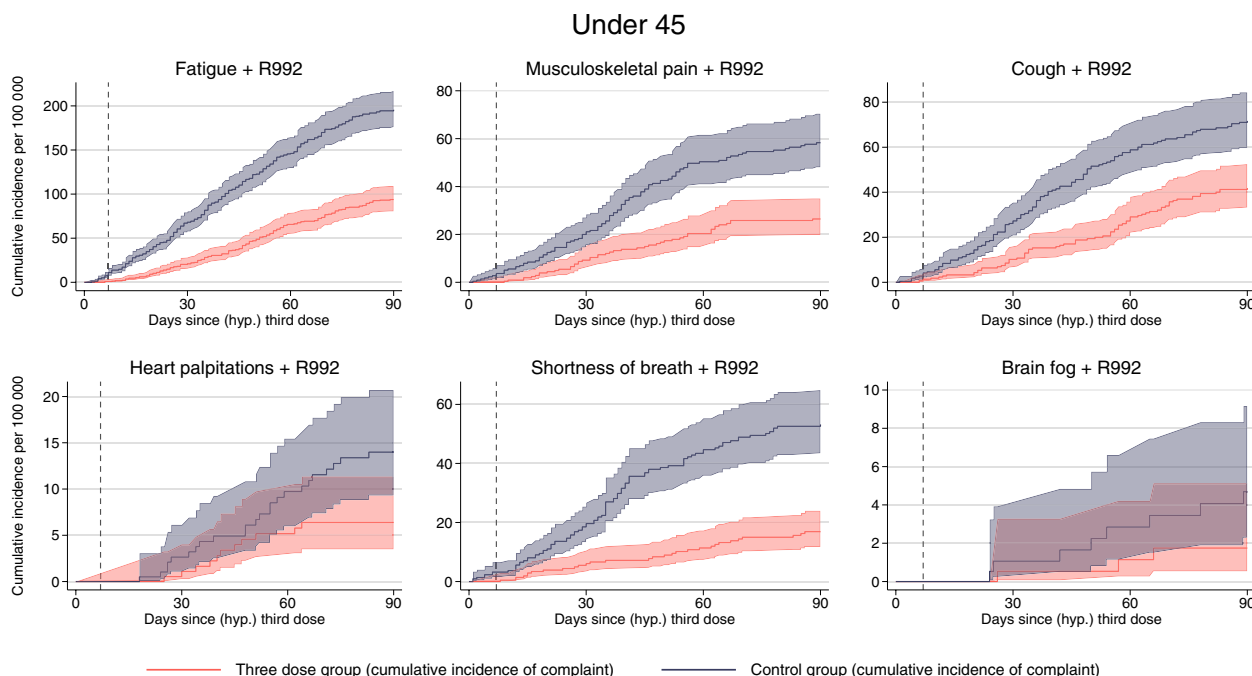 Under 45
Fatigue + R992
Musculoskeletal pain + R992
Cough + R992
Cumulative incidence per 100 000
200
150
100
50
0
0 30 60 90
Days since (hyp.) third dose
80
60
40
20
0
0 30 60 90
Days since (hyp.) third dose
80
60
40
20
0
0 30 60 90
Days since (hyp.) third dose
Heart palpitations + R992
Shortness of breath + R992
Brain fog + R992
Cumulative incidence per 100 000
20
15
10
5
0
0 30 60 90
Days since (hyp.) third dose
60
40
20
0
0 30 60 90
Days since (hyp.) third dose
10
8
6
4
2
0
0 30 60 90
Days since (hyp.) third dose
Three dose group (cumulative incidence of complaint)
Control group (cumulative incidence of complaint)